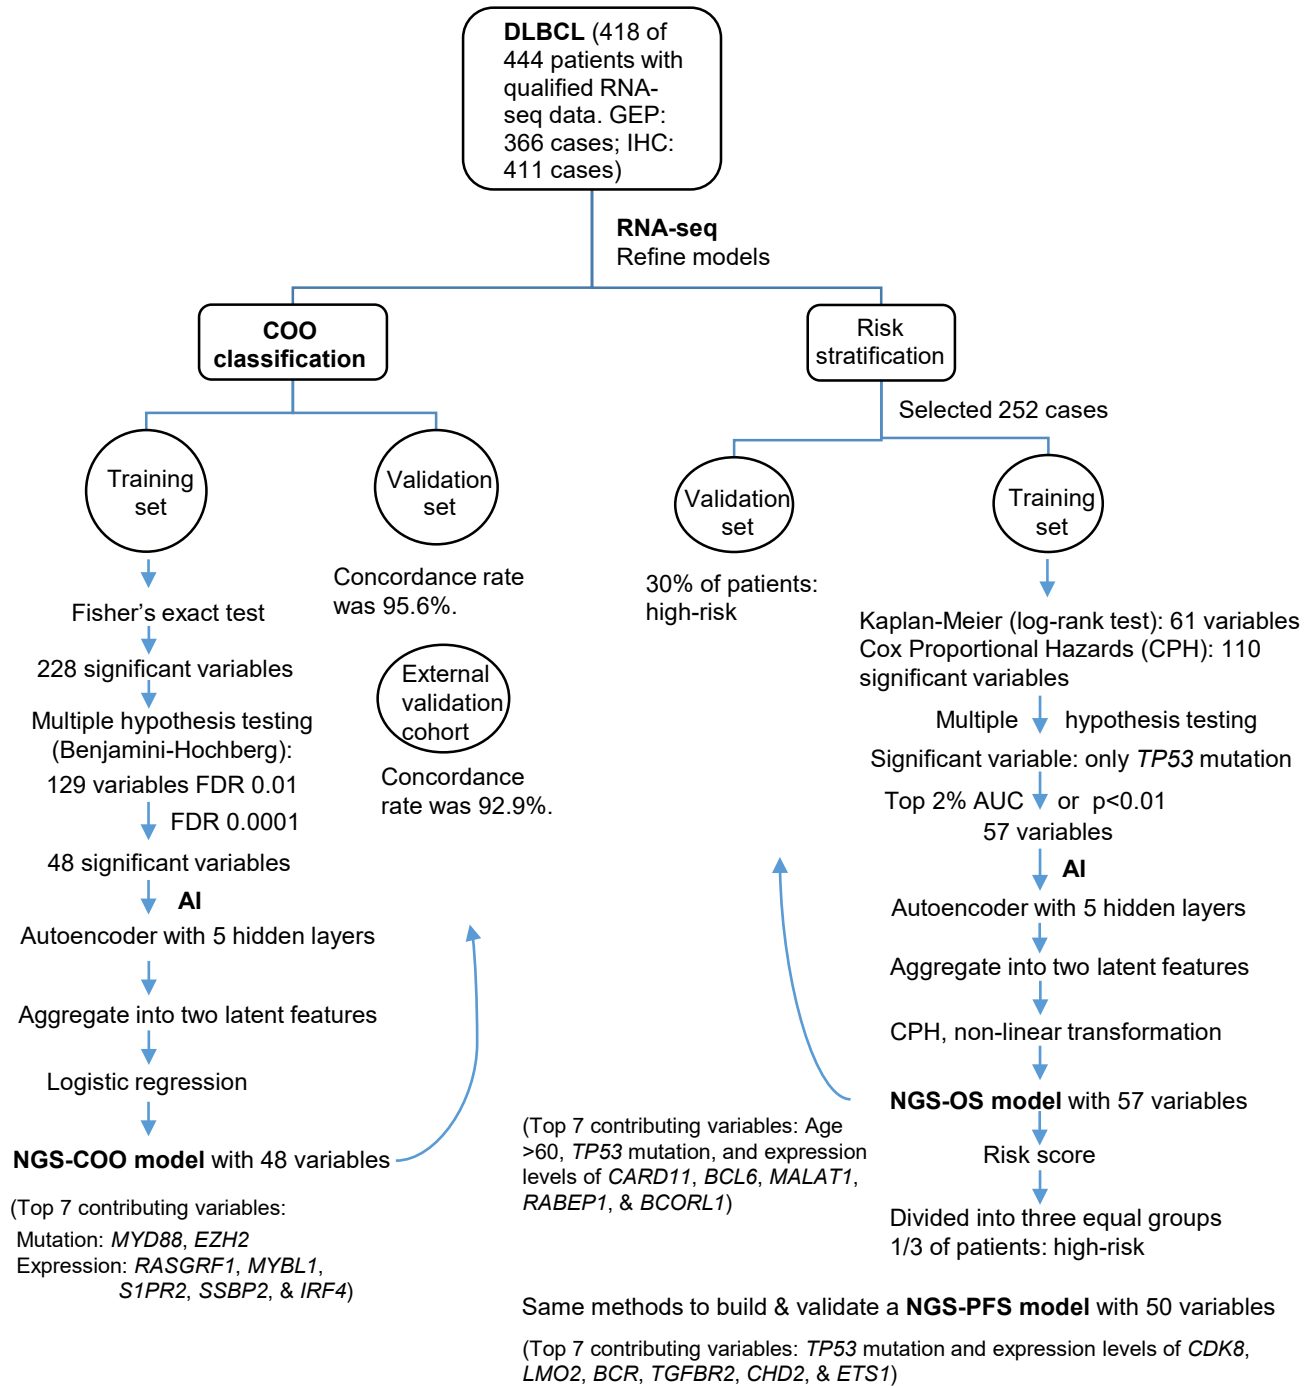 DLBCL (418 of
444 patients with
qualified RNA-
seq data. GEP:
366 cases; IHC:
411 cases)
RNA-seq
Refine models
COO
classification
Training
set
Fisher’s exact test
228 significant variables
Multiple hypothesis testing
(Benjamini-Hochberg):
129 variables FDR 0.01
FDR 0.0001
48 significant variables
AI
Autoencoder with 5 hidden layers
Aggregate into two latent features
Logistic regression
NGS-COO model with 48 variables
(Top 7 contributing variables:
Mutation: MYD88, EZH2
Expression: RASGRF1, MYBL1,
S1PR2, SSBP2, & IRF4)
Validation
set
Concordance rate
was 95.6%.
External
validation
cohort
Concordance
rate was 92.9%.
Risk
stratification
Selected 252 cases
Validation
set
30% of patients:
high-risk
Training
set
Kaplan-Meier (log-rank test): 61 variables
Cox Proportional Hazards (CPH): 110
significant variables
Multiple hypothesis testing
Significant variable: only TP53 mutation
Top 2% AUC or p<0.01
57 variables
AI
Autoencoder with 5 hidden layers
Aggregate into two latent features
CPH, non-linear transformation
NGS-OS model with 57 variables
Risk score
Divided into three equal groups
1/3 of patients: high-risk
(Top 7 contributing variables: Age
>60, TP53 mutation, and expression
levels of CARD11, BCL6, MALAT1,
RABEP1, & BCORL1)
Same methods to build & validate a NGS-PFS model with 50 variables
(Top 7 contributing variables: TP53 mutation and expression levels of CDK8,
LMO2, BCR, TGFBR2, CHD2, & ETS1)